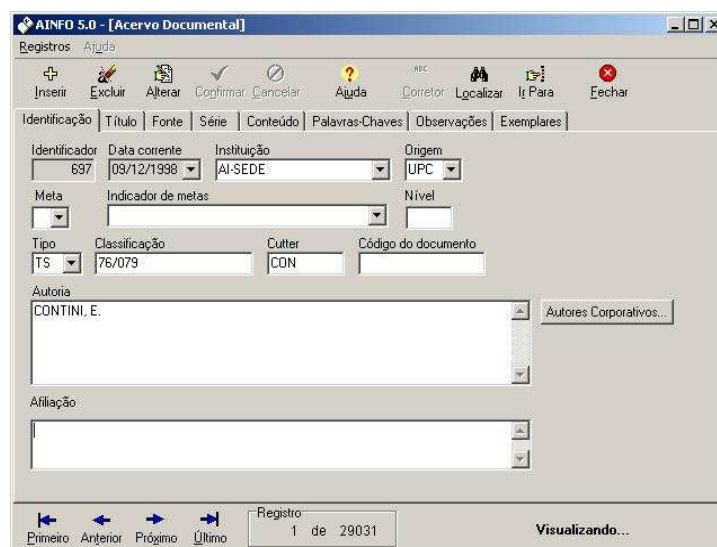 AINFO 5.0 - [Acervo Documental]
Registros Ajuda
Inserir Excluir Alterar Confirmar Cancelar Ajuda ABC Corretor Localizar Ir Para Fechar
Identificação Título Fonte Série Conteúdo Palavras-Chaves Observações Exemplares
Identificador Data corrente Instituição Origem
697 09/12/1998 AI-SEDE UPC
Meta Indicador de metas Nível
Tipo Classificação Cutter Código do documento
TS 76/079 CON
Autoria
CONTINI, E.
Autores Corporativos...
Afiliação
Primeiro Anterior Próximo Último
Registro
1 de 29031
Visualizando...